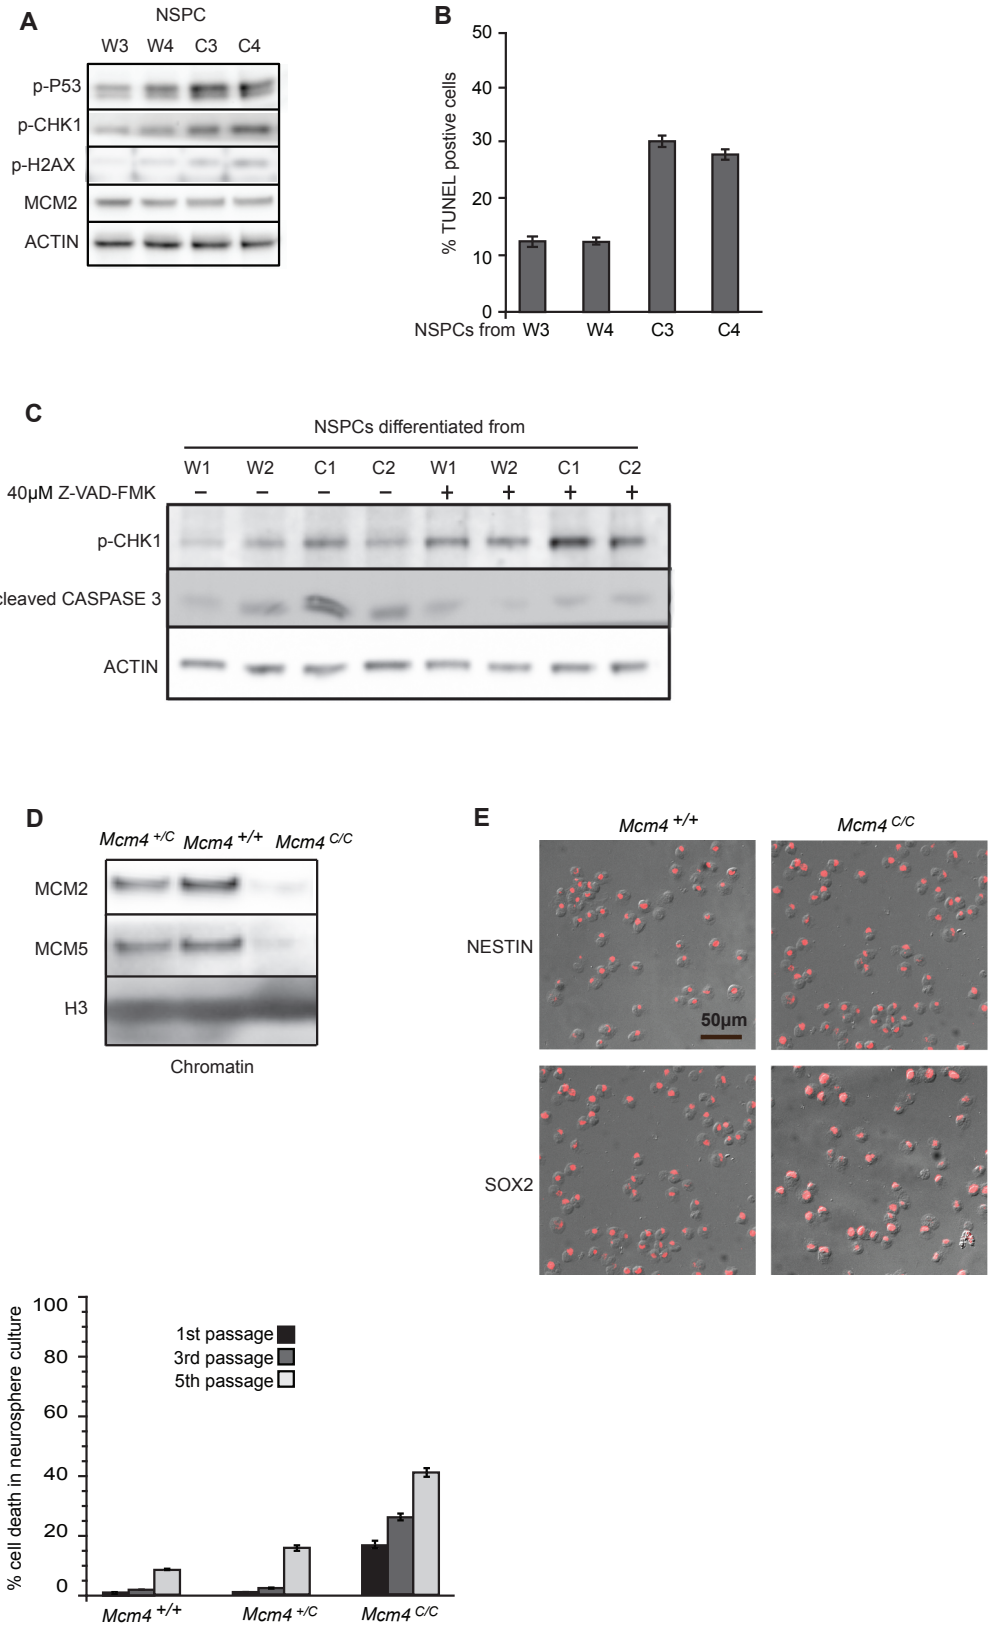 A
NSPC
W3 W4 C3 C4
p-P53
p-CHK1
p-H2AX
MCM2
ACTIN
B
% TUNEL postive cells
50
40
30
20
10
0
NSPCs from W3 W4 C3 C4
C
NSPCs differentiated from
W1 W2 C1 C2 W1 W2 C1 C2
40µM Z-VAD-FMK − − − − + + + +
p-CHK1
cleaved CASPASE 3
ACTIN
D
Mcm4 +/C Mcm4 +/+ Mcm4 C/C
MCM2
MCM5
H3
Chromatin
E
Mcm4 +/+ Mcm4 C/C
NESTIN
50µm
SOX2
% cell death in neurosphere culture
100
80
60
40
20
0
1st passage
3rd passage
5th passage
Mcm4 +/+ Mcm4 +/C Mcm4 C/C